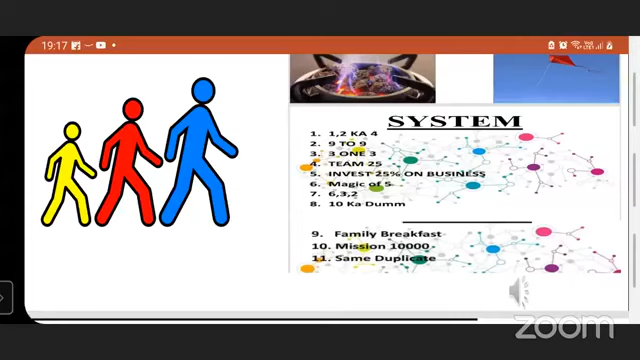 19:17
SYSTEM
1. 1,2 KA 4
2. 9 TO 9
3. 3 ONE 3
4. TEAM 25
5. INVEST 25% ON BUSINESS
6. Magic of 5
7. 6,3,2
8. 10 Ka Dumm
9. Family Breakfast
10. Mission 10000
11. Same Duplicate
zoom